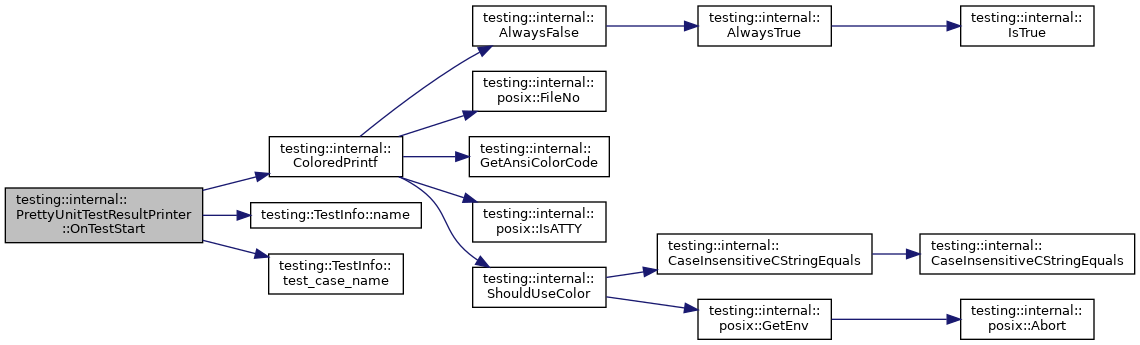 testing::internal::
PrettyUnitTestResultPrinter
::OnTestStart
testing::internal::
ColoredPrintf
testing::TestInfo::name
testing::TestInfo::
test_case_name
testing::internal::
AlwaysFalse
testing::internal::
posix::FileNo
testing::internal::
GetAnsiColorCode
testing::internal::
posix::IsATTY
testing::internal::
ShouldUseColor
testing::internal::
AlwaysTrue
testing::internal::
IsTrue
testing::internal::
CaseInsensitiveCStringEquals
testing::internal::
CaseInsensitiveCStringEquals
testing::internal::
posix::GetEnv
testing::internal::
posix::Abort